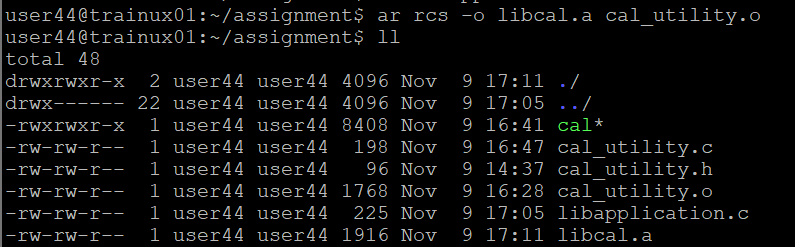 user44@trainux01:~/assignment$ ar rcs -o libcal.a cal_utility.o
user44@trainux01:~/assignment$ ll
total 48
drwxrwxr-x  2 user44 user44 4096 Nov  9 17:11 ./
drwx------ 22 user44 user44 4096 Nov  9 17:05 ../
-rwxrwxr-x  1 user44 user44 8408 Nov  9 16:41 cal*
-rw-rw-r--  1 user44 user44  198 Nov  9 16:47 cal_utility.c
-rw-rw-r--  1 user44 user44   96 Nov  9 14:37 cal_utility.h
-rw-rw-r--  1 user44 user44 1768 Nov  9 16:28 cal_utility.o
-rw-rw-r--  1 user44 user44  225 Nov  9 17:05 libapplication.c
-rw-rw-r--  1 user44 user44 1916 Nov  9 17:11 libcal.a